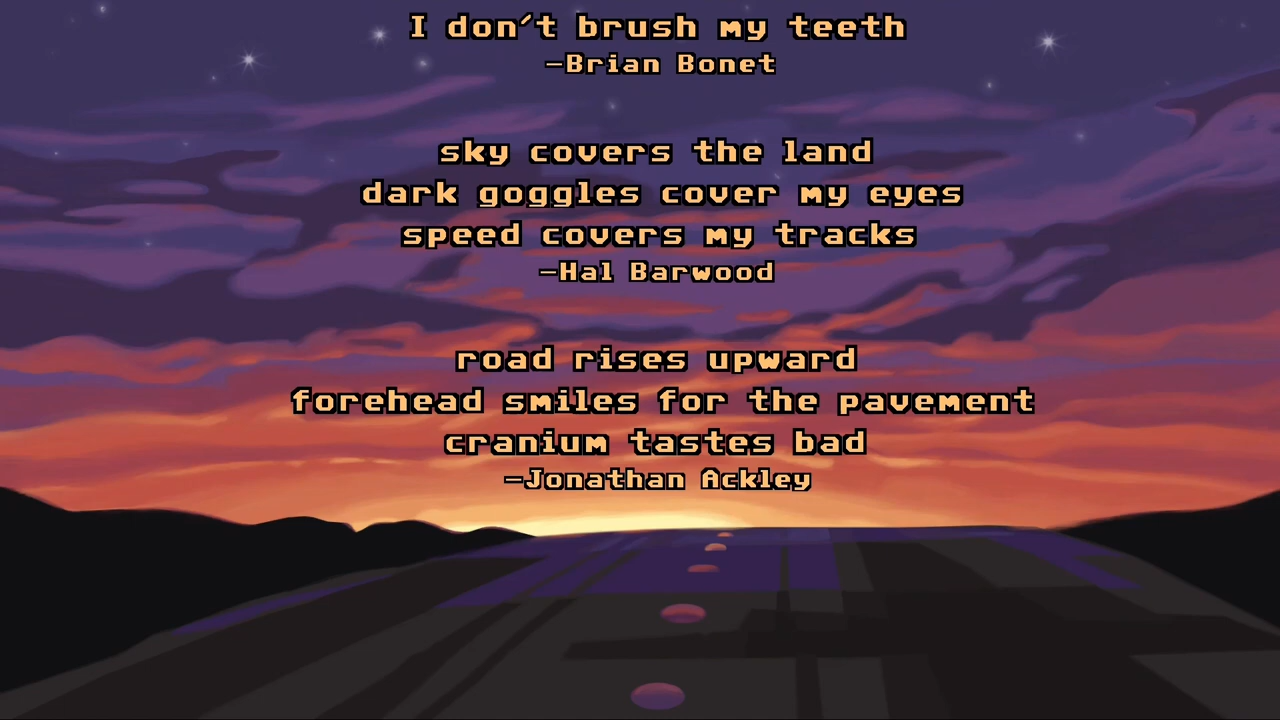 I don't brush my teeth
-Brian Bonet
sky covers the land
dark goggles cover my eyes
speed covers my tracks
-Hal Barwood
road rises upward
forehead smiles for the pavement
cranium tastes bad
-Jonathan Ackley